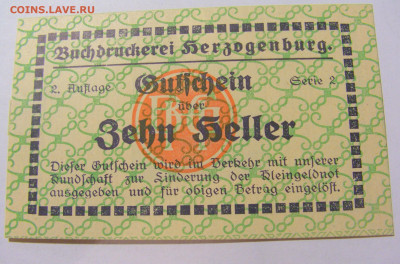 COINS.LAVE.RU
Buchdruckerei Herzogenburg.
Gutschein
2. Auflage über Serie 2
Zehn Heller
Dieser Gutschein wird im Verkehr mit unserer
Kundschaft zur Linderung der Kleingeldnot
ausgegeben und für obigen Betrag eingelöst.